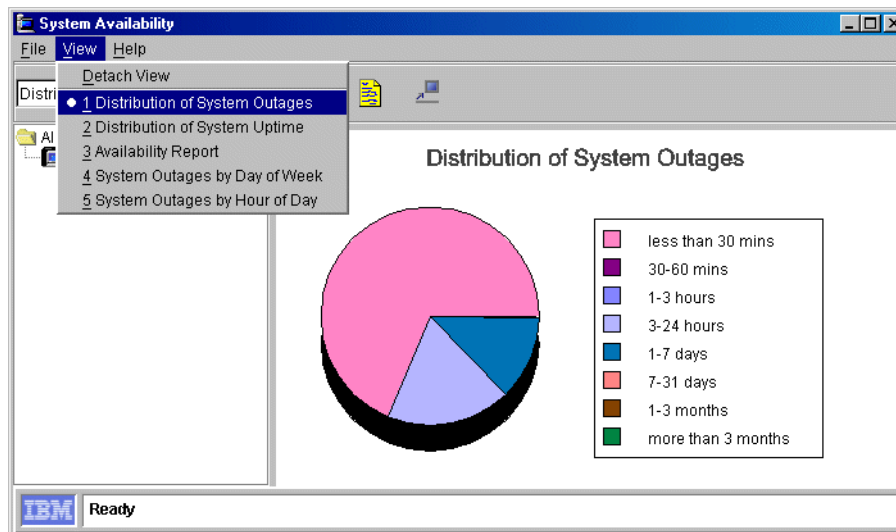 System Availability
File View Help
Detach View
Distri
1 Distribution of System Outages
2 Distribution of System Uptime
Al
3 Availability Report
4 System Outages by Day of Week
5 System Outages by Hour of Day
Distribution of System Outages
less than 30 mins
30-60 mins
1-3 hours
3-24 hours
1-7 days
7-31 days
1-3 months
more than 3 months
IBM Ready